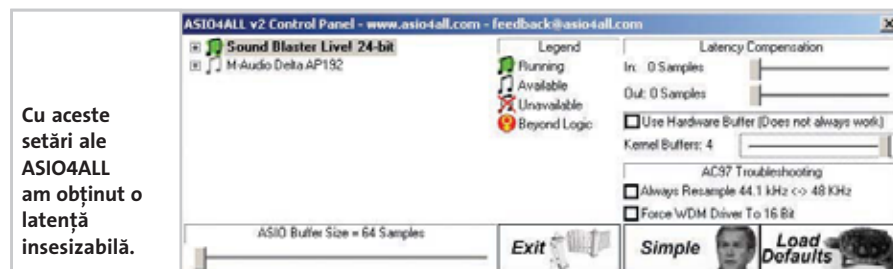 Cu aceste
setări ale
ASIO4ALL
am obținut o
latență
insesizabilă.
ASIO4ALL v2 Control Panel - www.asio4all.com - feedback@asio4all.com
Sound Blaster Live! 24-bit
M-Audio Delta AP192
Legend
Running
Available
Unavailable
Beyond Logic
Latency Compensation
In: 0 Samples
Out: 0 Samples
Use Hardware Buffer (Does not always work)
Kernel Buffers: 4
AC97 Troubleshooting
Always Resample 44.1 kHz <-> 48 KHz
Force WDM Driver To 16 Bit
ASIO Buffer Size = 64 Samples
Exit
Simple
Load
Defaults